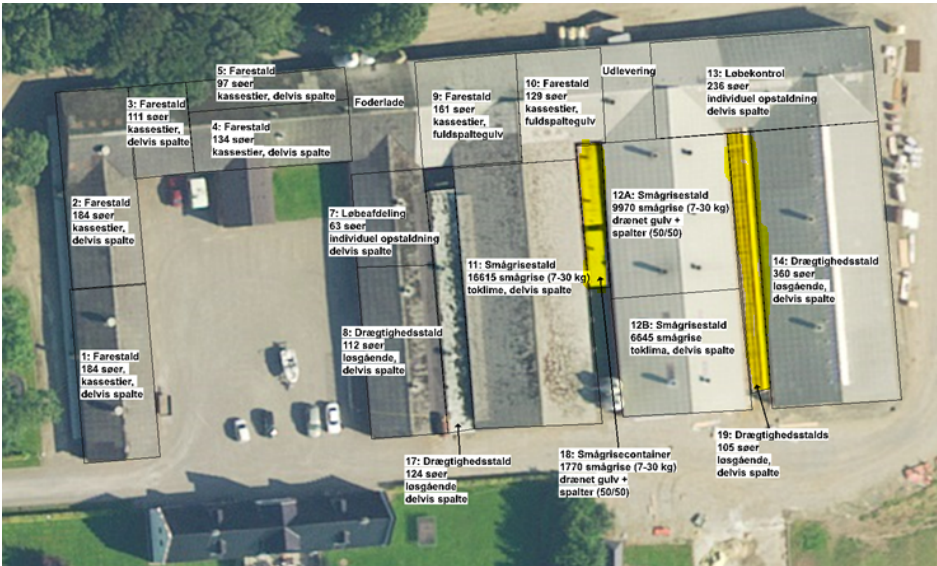 5: Farestald
97 søer
kassestier, delvis spalte
3: Farestald
111 søer
kassestier,
delvis spalte
4: Farestald
134 søer
kassestier, delvis spalte
Foderlade
9: Farestald
161 søer
kassestier,
fuldspaltegulv
10: Farestald
129 søer
kassestier,
fuldspaltegulv
Udlevering
13: Løbekontrol
236 søer
individuel opstaldning
delvis spalte
2: Farestald
184 søer
kassestier,
delvis spalte
7: Løbeafdeling
63 søer
individuel opstaldning
delvis spalte
12A: Smågrisestald
9970 smågrise (7-30 kg)
drænet gulv +
spalter (50/50)
11: Smågrisestald
16615 smågrise (7-30 kg)
toklime, delvis spalte
14: Drægtighedsstald
360 søer
løsgående,
delvis spalte
8: Drægtighedsstald
112 søer
løsgående,
delvis spalte
12B: Smågrisestald
6645 smågrise
toklima, delvis spalte
1: Farestald
184 søer,
kassestier,
delvis spalte
17: Drægtighedsstald
124 søer
løsgående
delvis spalte
18: Smågrisecontainer
1770 smågrise (7-30 kg)
drænet gulv +
spalter (50/50)
19: Drægtighedsstalds
105 søer
løsgående,
delvis spalte